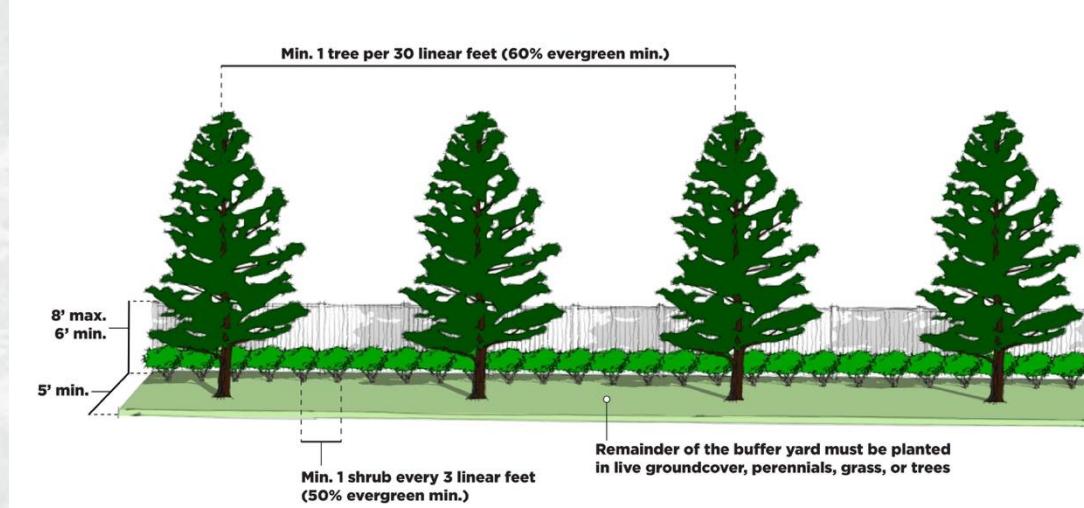 Min. 1 tree per 30 linear feet (60% evergreen min.)
8’ max.
6’ min.
5’ min.
Min. 1 shrub every 3 linear feet
(50% evergreen min.)
Remainder of the buffer yard must be planted
in live groundcover, perennials, grass, or trees